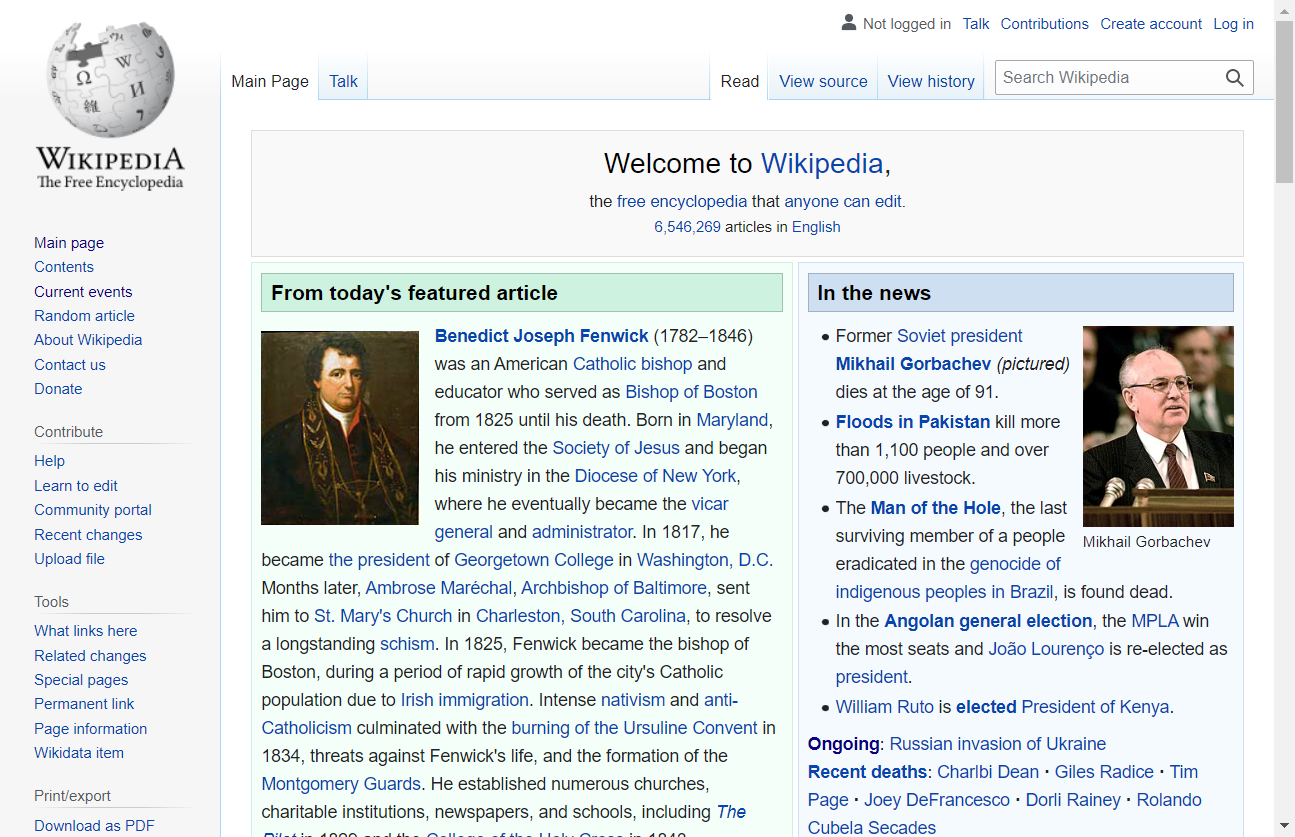 Not logged in Talk Contributions Create account Log in
Main Page Talk Read View source View history Search Wikipedia
WIKIPEDIA
The Free Encyclopedia
Main page
Contents
Current events
Random article
About Wikipedia
Contact us
Donate
Contribute
Help
Learn to edit
Community portal
Recent changes
Upload file
Tools
What links here
Related changes
Special pages
Permanent link
Page information
Wikidata item
Print/export
Download as PDF
Welcome to Wikipedia,
the free encyclopedia that anyone can edit.
6,546,269 articles in English
From today's featured article
Benedict Joseph Fenwick (1782–1846)
was an American Catholic bishop and
educator who served as Bishop of Boston
from 1825 until his death. Born in Maryland,
he entered the Society of Jesus and began
his ministry in the Diocese of New York,
where he eventually became the vicar
general and administrator. In 1817, he
became the president of Georgetown College in Washington, D.C.
Months later, Ambrose Maréchal, Archbishop of Baltimore, sent
him to St. Mary's Church in Charleston, South Carolina, to resolve
a longstanding schism. In 1825, Fenwick became the bishop of
Boston, during a period of rapid growth of the city's Catholic
population due to Irish immigration. Intense nativism and anti-
Catholicism culminated with the burning of the Ursuline Convent in
1834, threats against Fenwick's life, and the formation of the
Montgomery Guards. He established numerous churches,
charitable institutions, newspapers, and schools, including The
Pilot in 1829 and the College of the Holy Cross in 1843.
In the news
Former Soviet president
Mikhail Gorbachev (pictured)
dies at the age of 91.
Floods in Pakistan kill more
than 1,100 people and over
700,000 livestock.
The Man of the Hole, the last
surviving member of a people
eradicated in the genocide of
indigenous peoples in Brazil, is found dead.
In the Angolan general election, the MPLA win
the most seats and João Lourenço is re-elected as
president.
William Ruto is elected President of Kenya.
Mikhail Gorbachev
Ongoing: Russian invasion of Ukraine
Recent deaths: Charlbi Dean · Giles Radice · Tim
Page · Joey DeFrancesco · Dorli Rainey · Rolando
Cubela Secades